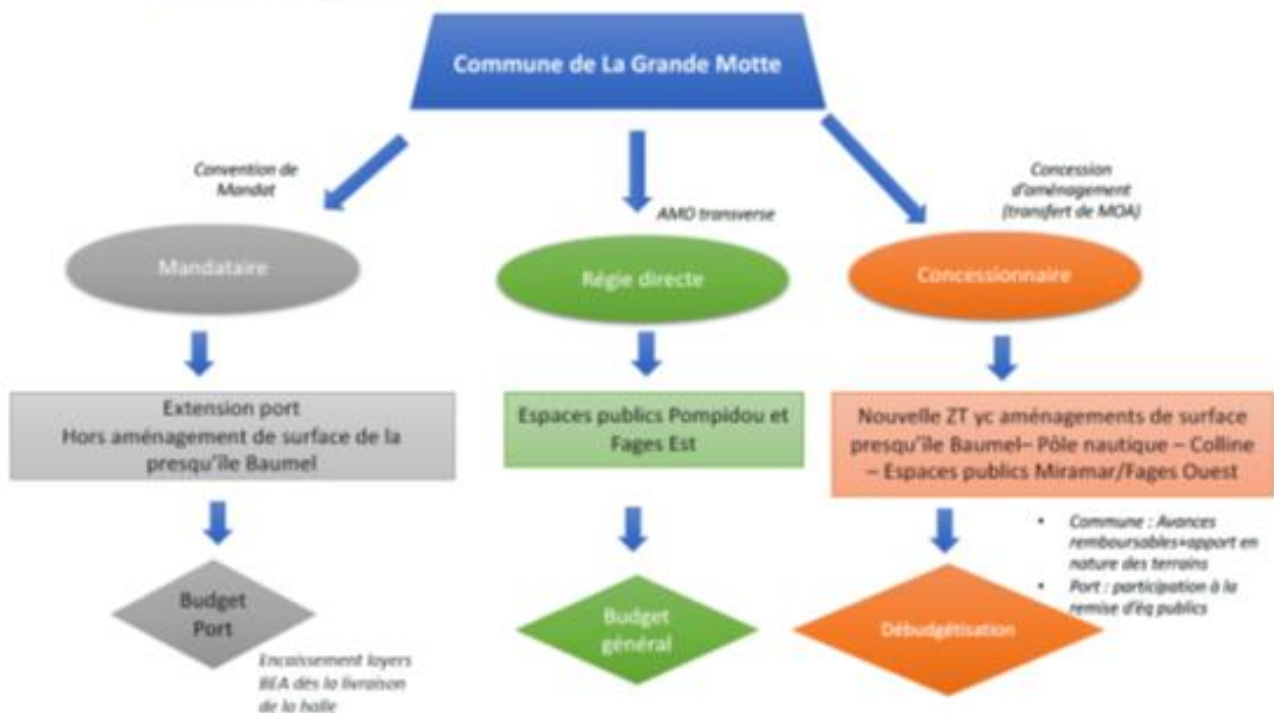 Commune de La Grande Motte
Convention de
Mandat
AMO transverse
Concession
d'aménagement
(transfert de MOA)
Mandataire
Régie directe
Concessionnaire
Extension port
Hors aménagement de surface de la
presqu'île Baumel
Espaces publics Pompidou et
Fages Est
Nouvelle ZT yc aménagements de surface
presqu'île Baumel– Pôle nautique – Colline
– Espaces publics Miramar/Fages Ouest
• Commune : Avances
remboursables+apport en
nature des terrains
• Port : participation à la
remise d'éq publics
Budget
Port
Encaissement loyers
BEA dès la livraison
de la halle
Budget
général
Débudgétisation